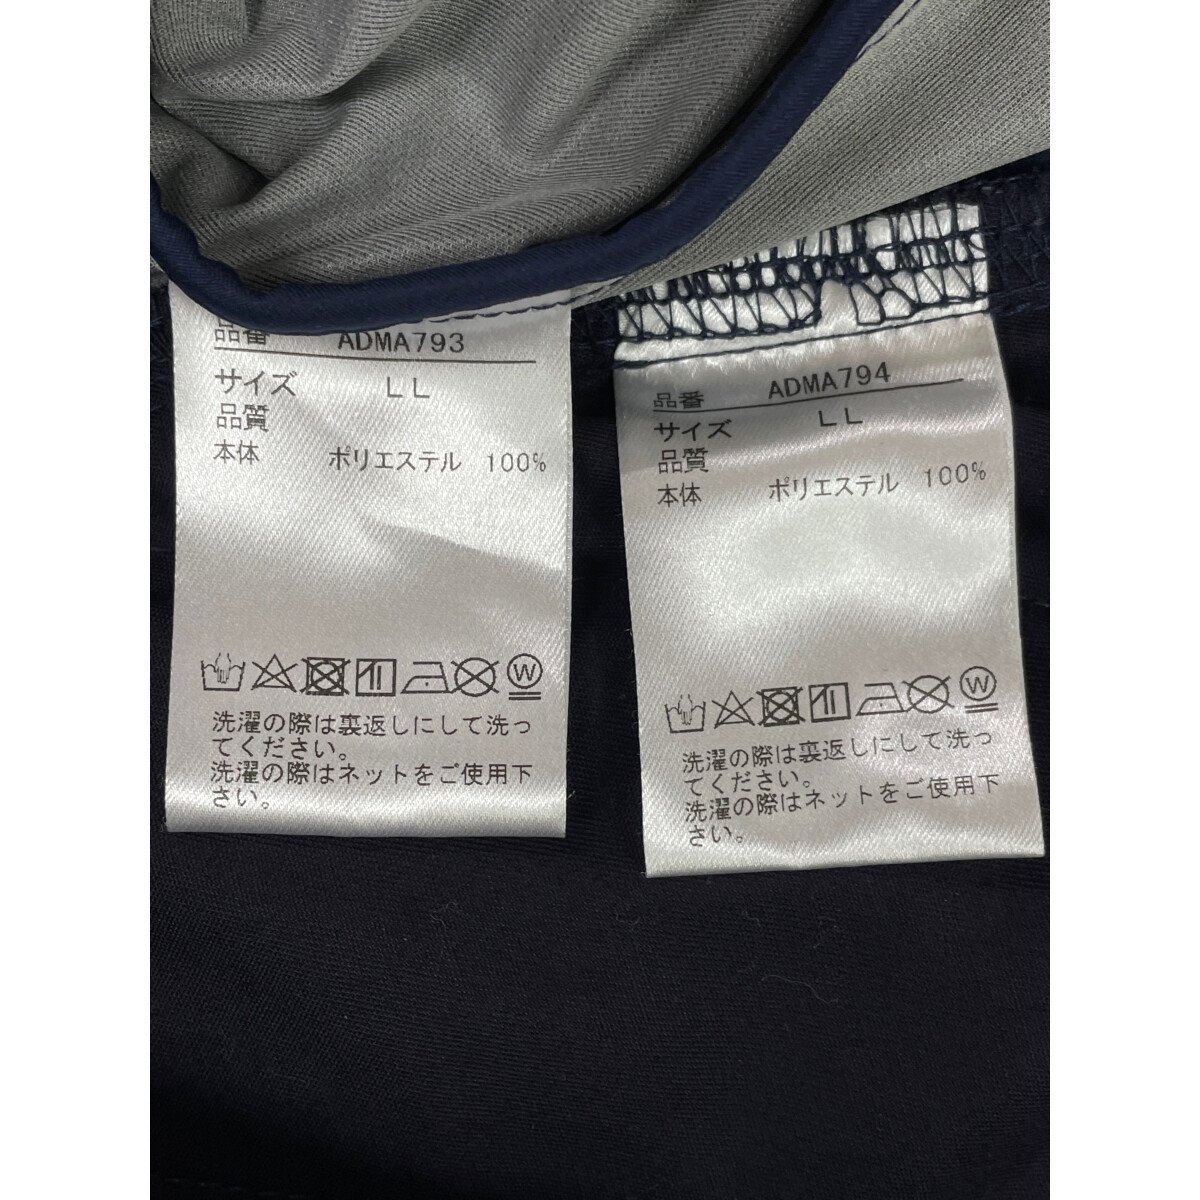 品番 ADMA793
サイズ LL
品質
本体 ポリエステル 100%
W
洗濯の際は裏返しにして洗っ
てください。
洗濯の際はネットをご使用下
さい。
品番 ADMA794
サイズ LL
品質
本体 ポリエステル 100%
W
洗濯の際は裏返しにして洗っ
てください。
洗濯の際はネットをご使用下
さい。